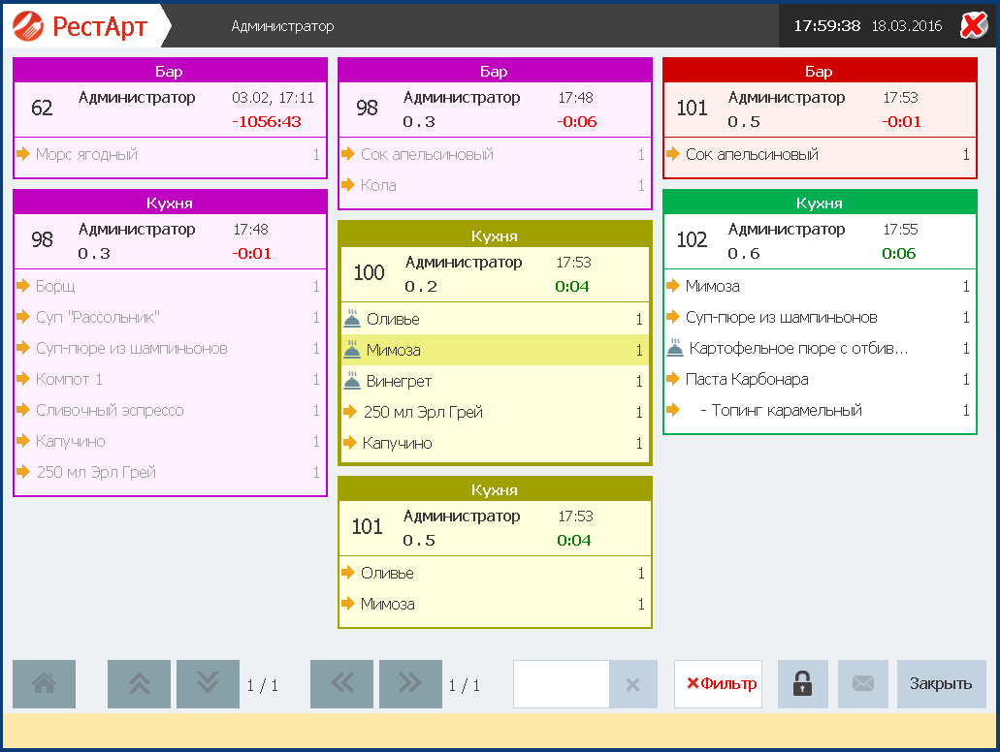 РестАрт
Администратор
17:59:38 18.03.2016
Бар
62 Администратор 03.02, 17:11
-1056:43
Морс ягодный 1
Кухня
98 Администратор 17:48
0 . 3 -0:01
Борщ 1
Суп "Рассольник" 1
Суп-пюре из шампиньонов 1
Компот 1 1
Сливочный эспрессо 1
Капучино 1
250 мл Эрл Грей 1
Бар
98 Администратор 17:48
0 . 3 -0:06
Сок апельсиновый 1
Кола 1
Кухня
100 Администратор 17:53
0 . 2 0:04
Оливье 1
Мимоза 1
Винегрет 1
250 мл Эрл Грей 1
Капучино 1
Кухня
101 Администратор 17:53
0 . 5 0:04
Оливье 1
Мимоза 1
Бар
101 Администратор 17:53
0 . 5 -0:01
Сок апельсиновый 1
Кухня
102 Администратор 17:55
0 . 6 0:06
Мимоза 1
Суп-пюре из шампиньонов 1
Картофельное пюре с отбив... 1
Паста Карбонара 1
- Топинг карамельный 1
1 / 1
1 / 1
Фильтр
Закрыть